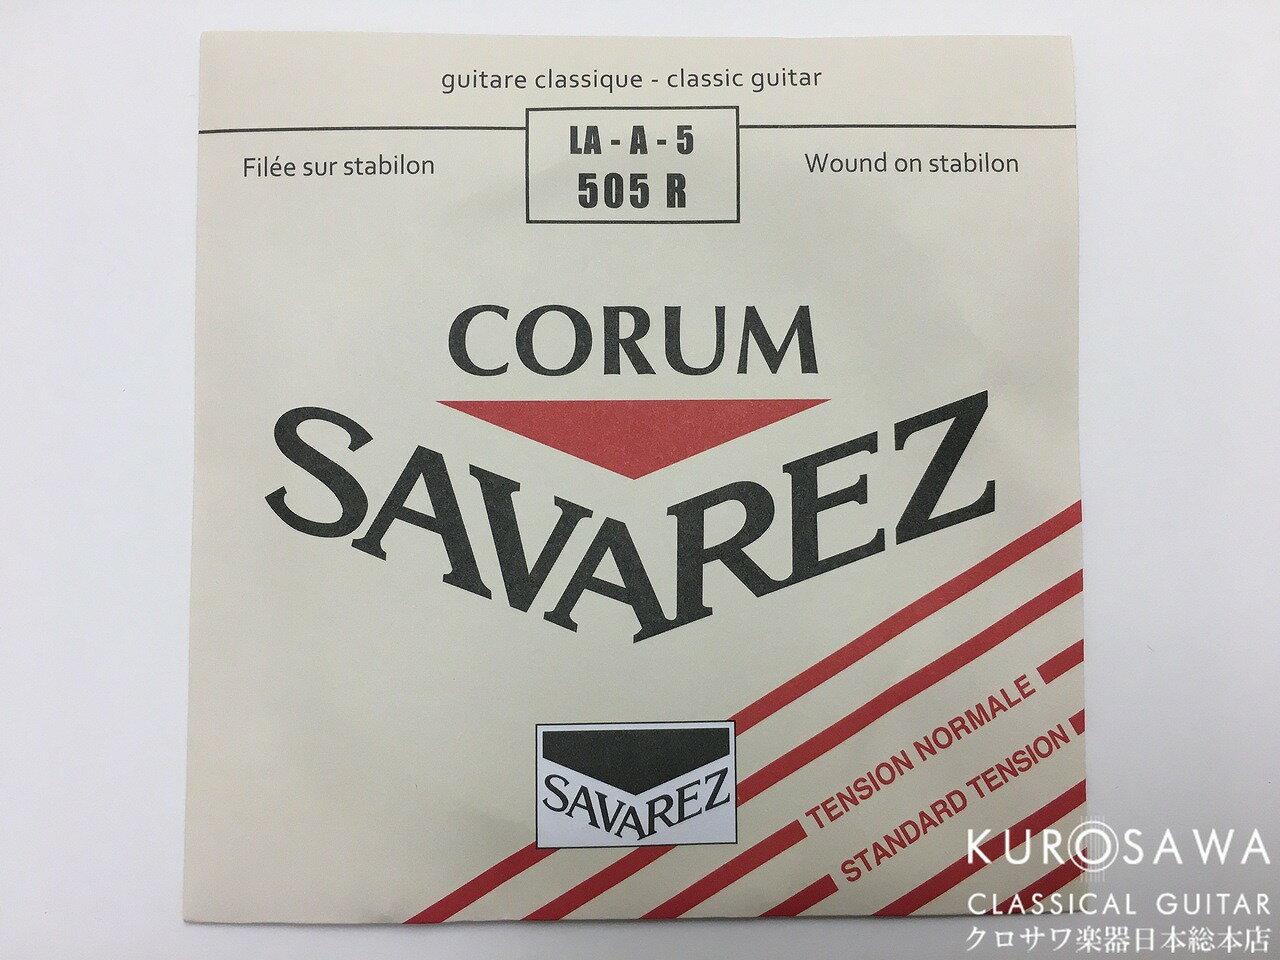 guitare classique - classic guitar
LA - A - 5
505 R
Filée sur stabilon
Wound on stabilon
CORUM
SAVAREZ
TENSION NORMALE
STANDARD TENSION
SAVAREZ
KUROSAWA
CLASSICAL GUITAR
クロサワ楽器日本総本店